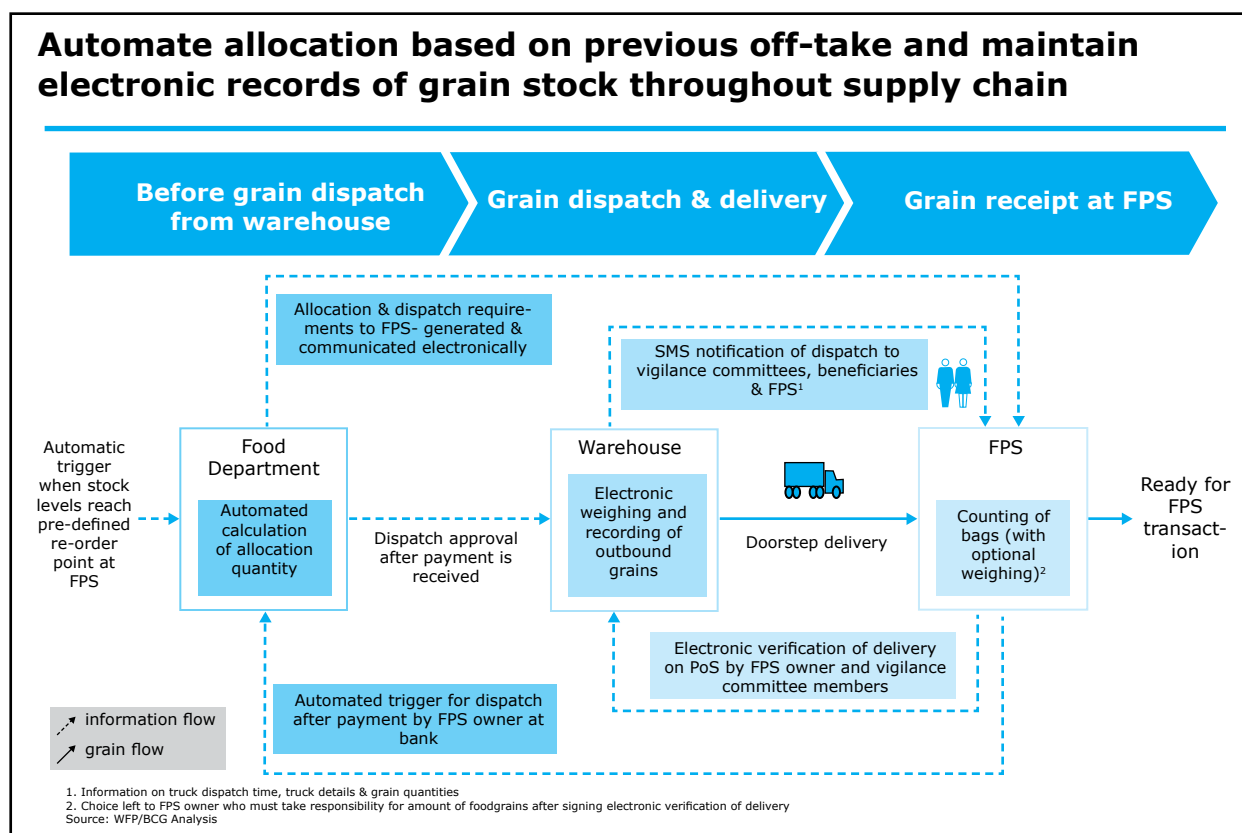 Automate allocation based on previous off-take and maintain
electronic records of grain stock throughout supply chain
Before grain dispatch
from warehouse
Grain dispatch & delivery
Grain receipt at FPS
Allocation & dispatch require-
ments to FPS- generated &
communicated electronically
SMS notification of dispatch to
vigilance committees, beneficiaries
& FPS¹
Automatic
trigger
when stock
levels reach
pre-defined
re-order
point at
FPS
Food
Department
Automated
calculation
of allocation
quantity
Dispatch approval
after payment is
received
Warehouse
Electronic
weighing and
recording of
outbound
grains
Doorstep delivery
FPS
Counting of
bags (with
optional
weighing)²
Ready for
FPS
transact-
ion
Electronic verification of delivery
on PoS by FPS owner and vigilance
committee members
Automated trigger for dispatch
after payment by FPS owner at
bank
information flow
grain flow
1. Information on truck dispatch time, truck details & grain quantities
2. Choice left to FPS owner who must take responsibility for amount of foodgrains after signing electronic verification of delivery
Source: WFP/BCG Analysis